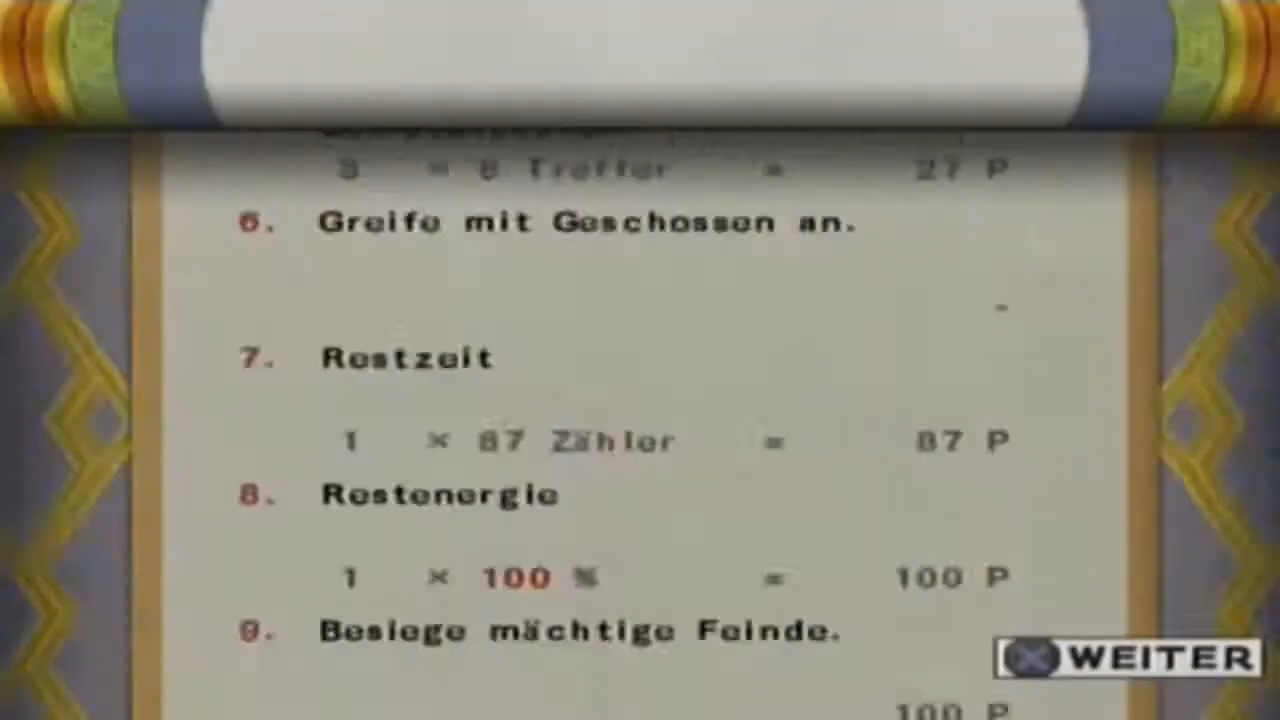 3 × Treffer = 27 P
6. Greife mit Geschossen an.
-
7. Restzeit
1 × 87 Zähler = 87 P
8. Restenergie
1 × 100 % = 100 P
9. Besiege mächtige Feinde.
100 P
WEITER